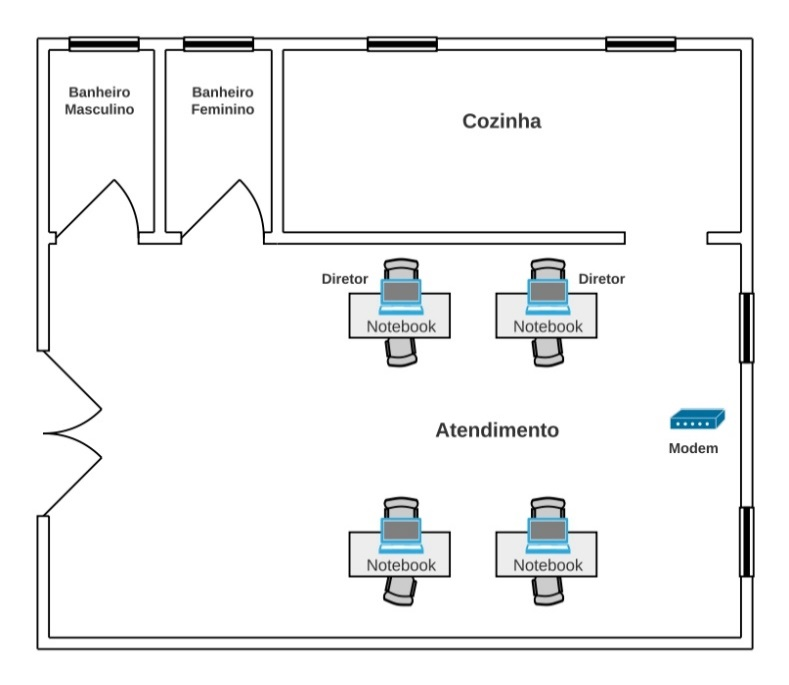 Banheiro
Masculino
Banheiro
Feminino
Cozinha
Diretor
Diretor
Notebook
Notebook
Atendimento
Modem
Notebook
Notebook